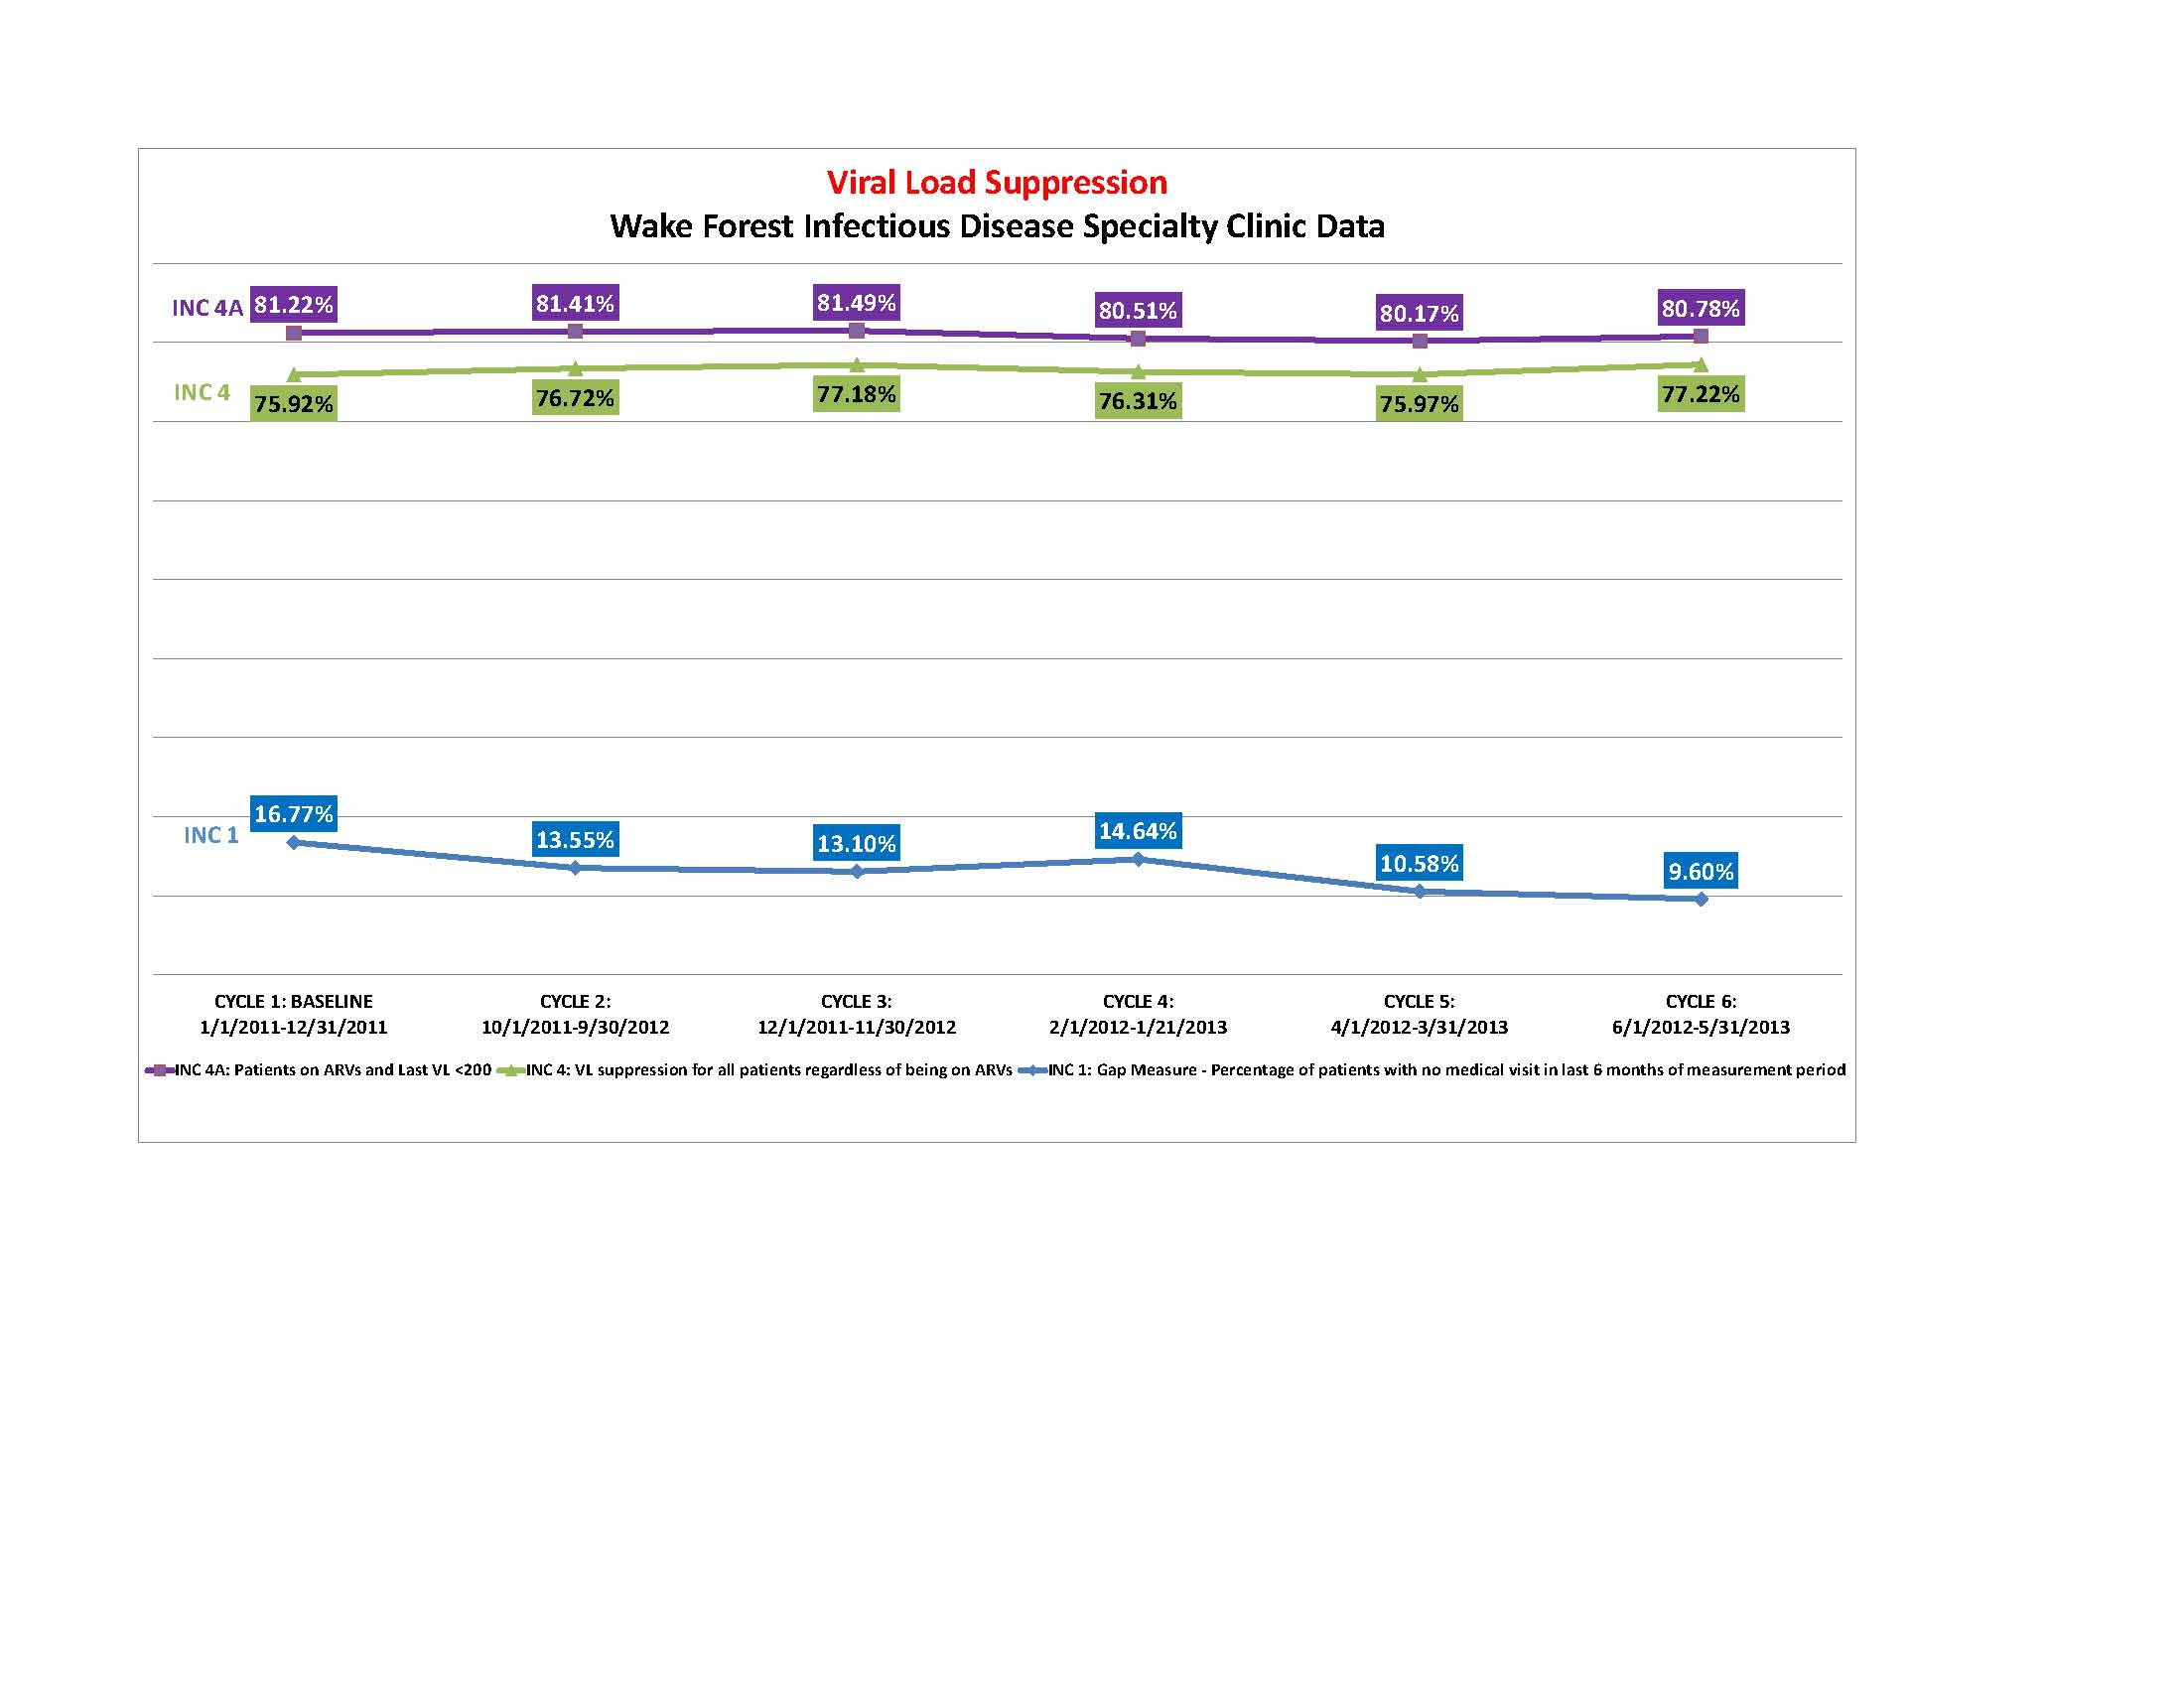 Viral Load Suppression
Wake Forest Infectious Disease Specialty Clinic Data
INC 4A 81.22% 81.41% 81.49% 80.51% 80.17% 80.78%
INC 4 75.92% 76.72% 77.18% 76.31% 75.97% 77.22%
INC 1 16.77% 13.55% 13.10% 14.64% 10.58% 9.60%
CYCLE 1: BASELINE CYCLE 2: CYCLE 3: CYCLE 4: CYCLE 5: CYCLE 6:
1/1/2011-12/31/2011 10/1/2011-9/30/2012 12/1/2011-11/30/2012 2/1/2012-1/21/2013 4/1/2012-3/31/2013 6/1/2012-5/31/2013
INC 4A: Patients on ARVs and Last VL <200 INC 4: VL suppression for all patients regardless of being on ARVs INC 1: Gap Measure - Percentage of patients with no medical visit in last 6 months of measurement period